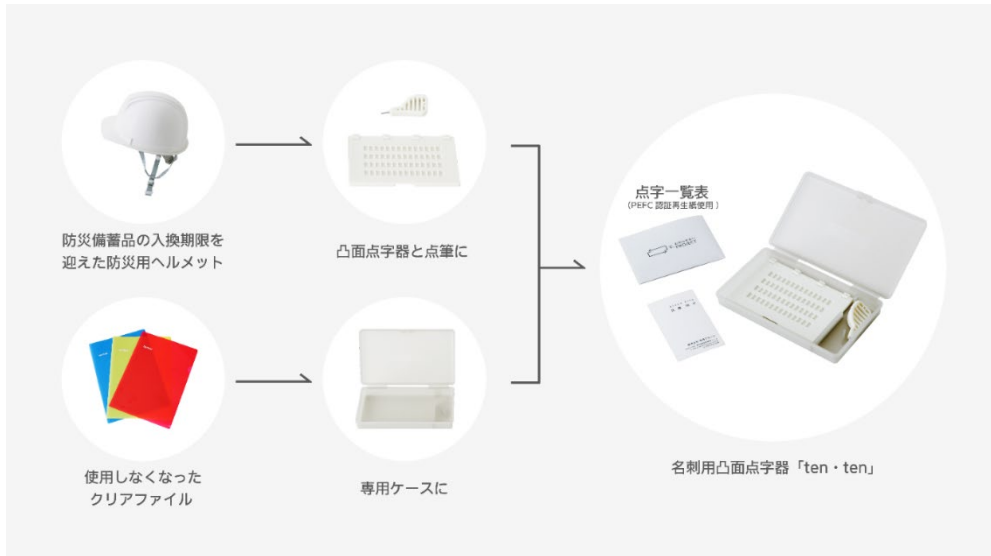 防災備蓄品の入換期限を
迎えた防災用ヘルメット
凸面点字器と点筆に
使用しなくなった
クリアファイル
専用ケースに
点字一覧表
(PEFC 認証再生紙使用)
名刺用凸面点字器「ten・ten」